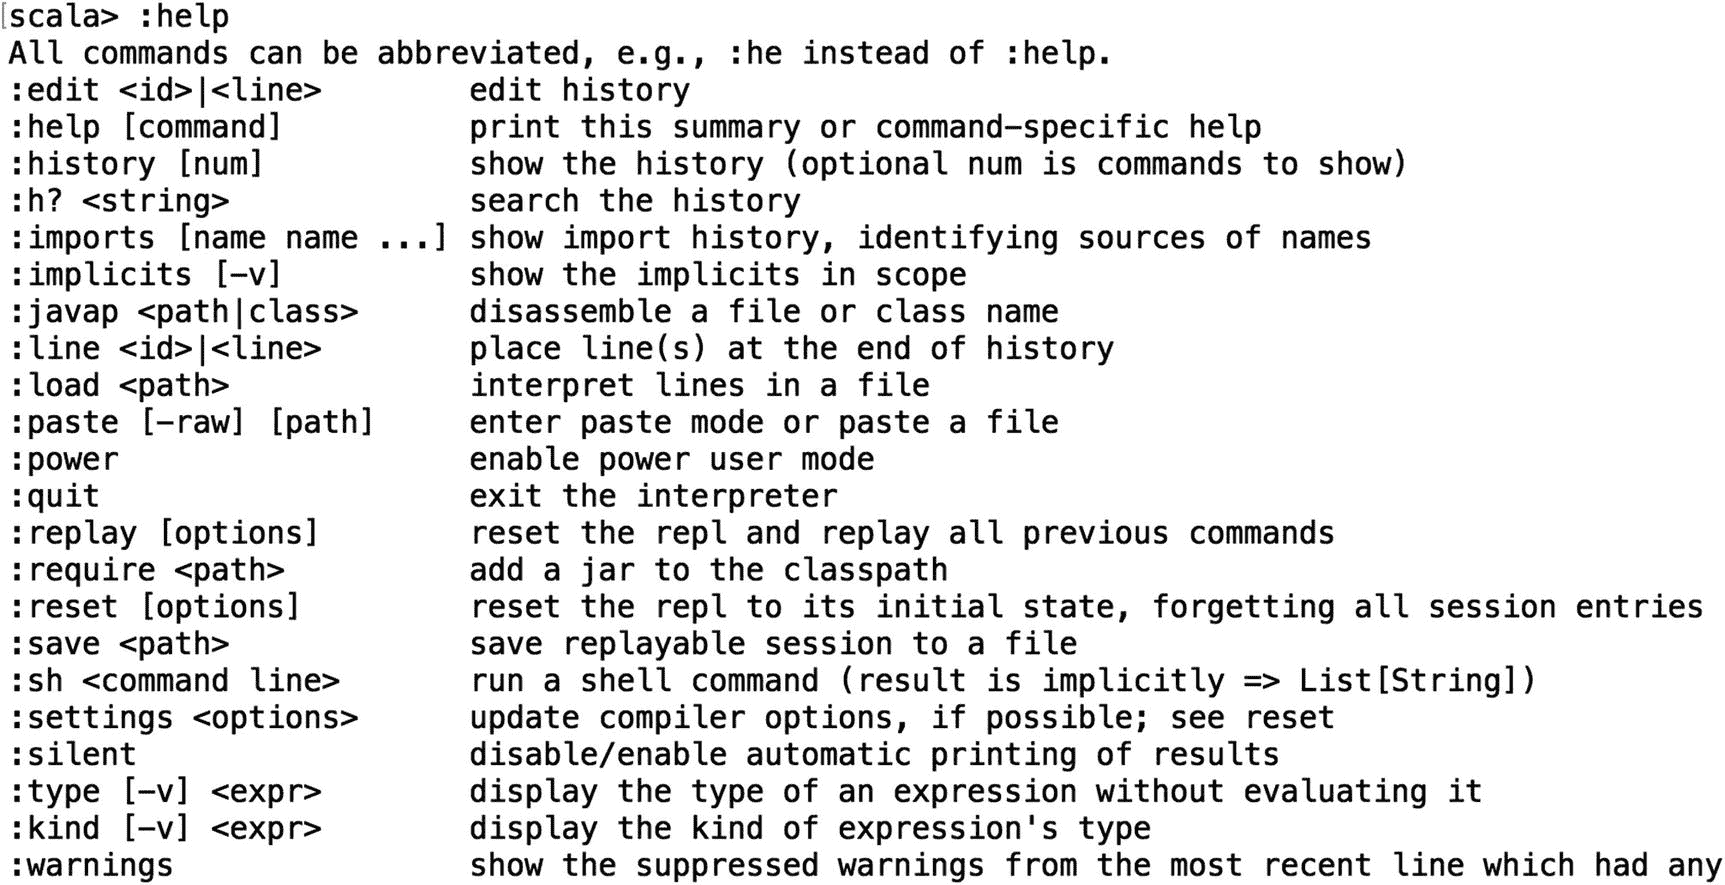 scala> :help
All commands can be abbreviated, e.g., :he instead of :help.
:edit <id>|<line>        edit history
:help [command]          print this summary or command-specific help
:history [num]           show the history (optional num is commands to show)
:h? <string>             search the history
:imports [name name ...] show import history, identifying sources of names
:implicits [-v]          show the implicits in scope
:javap <path|class>      disassemble a file or class name
:line <id>|<line>        place line(s) at the end of history
:load <path>             interpret lines in a file
:paste [-raw] [path]     enter paste mode or paste a file
:power                   enable power user mode
:quit                    exit the interpreter
:replay [options]        reset the repl and replay all previous commands
:require <path>          add a jar to the classpath
:reset [options]         reset the repl to its initial state, forgetting all session entries
:save <path>             save replayable session to a file
:sh <command line>       run a shell command (result is implicitly => List[String])
:settings <options>      update compiler options, if possible; see reset
:silent                  disable/enable automatic printing of results
:type [-v] <expr>        display the type of an expression without evaluating it
:kind [-v] <expr>        display the kind of expression's type
:warnings                show the suppressed warnings from the most recent line which had any